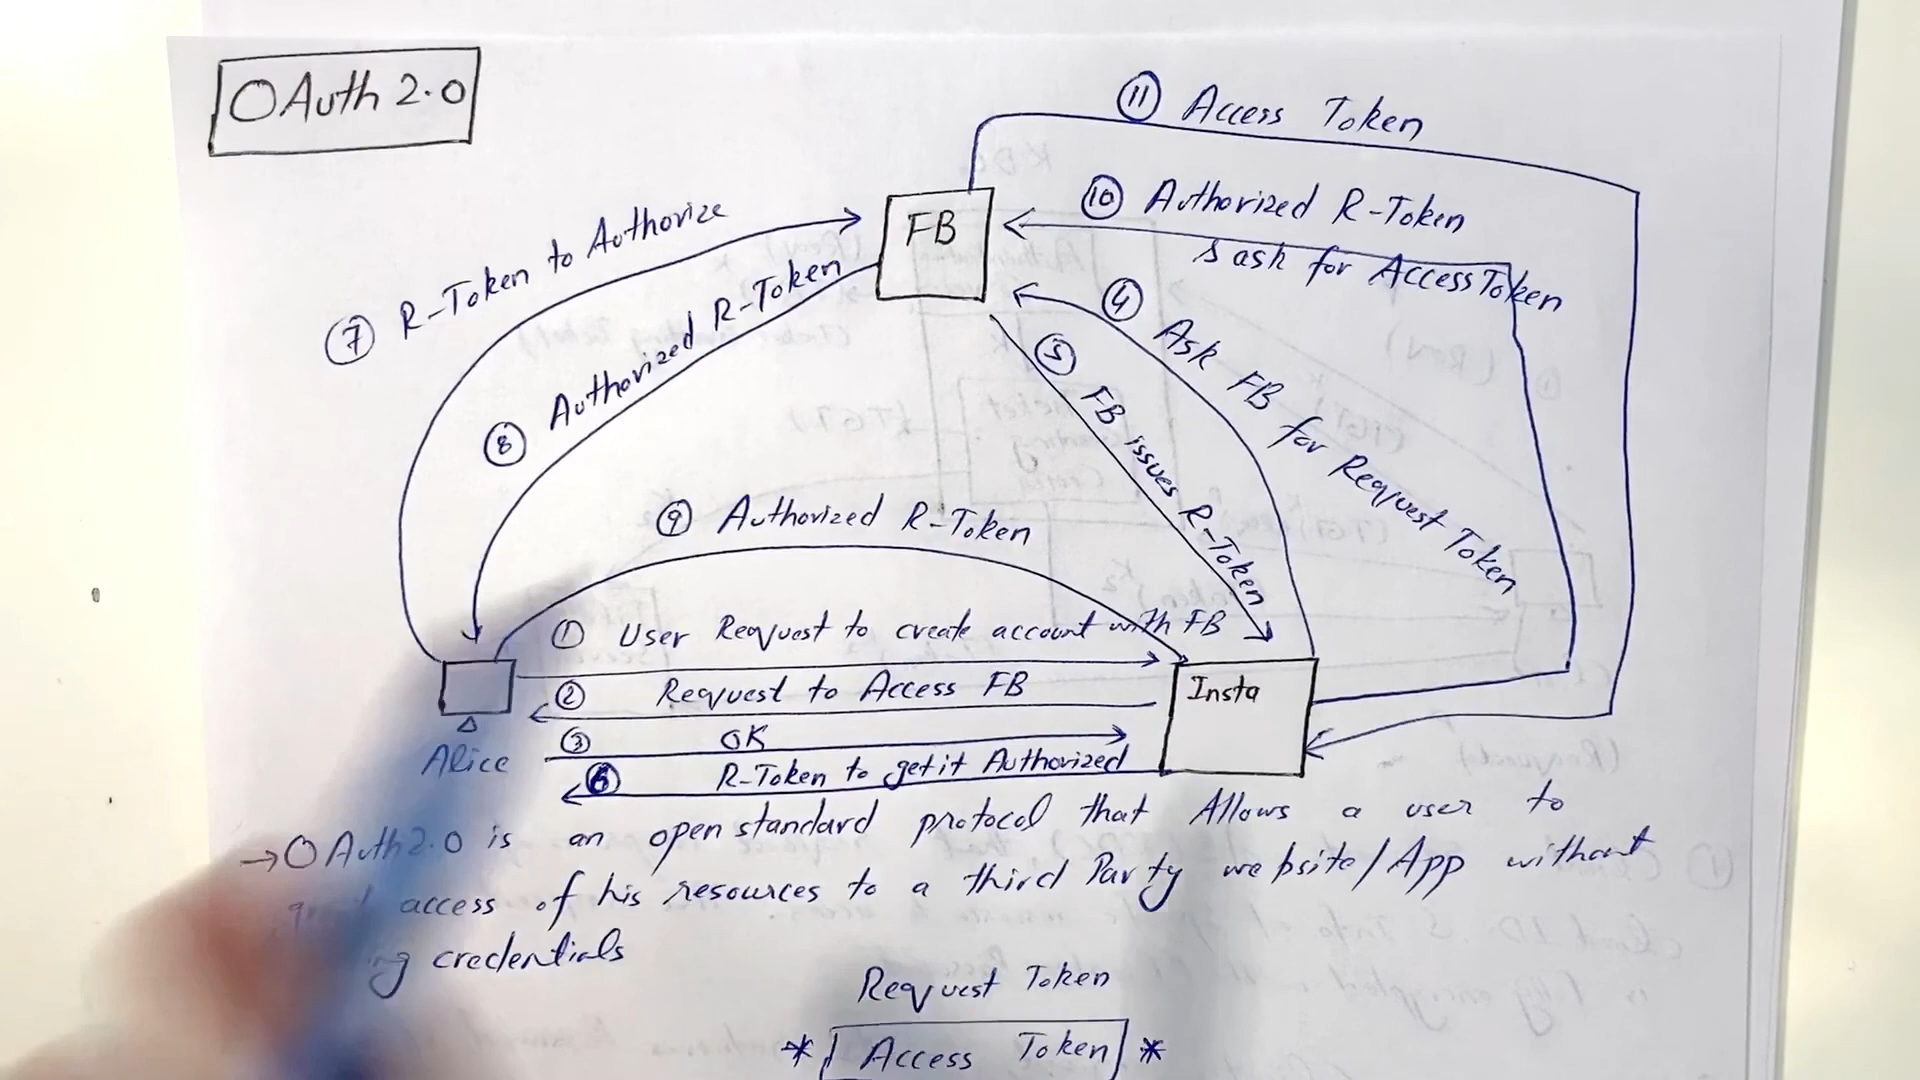 OAuth 2.0
⑪ Access Token
FB
⑩ Authorized R-Token
& ask for Access Token
⑦ R-Token to Authorize
⑧ Authorized R-Token
④ Ask FB for Request Token
⑤ FB issues R-Token
⑨ Authorized R-Token
① User Request to create account with FB
② Request to Access FB
③ OK
⑥ R-Token to get it Authorized
Insta
Alice
→ OAuth2.0 is an open standard protocol that Allows a user to
access of his resources to a third Party website/App without
credentials
Request Token
* Access Token *